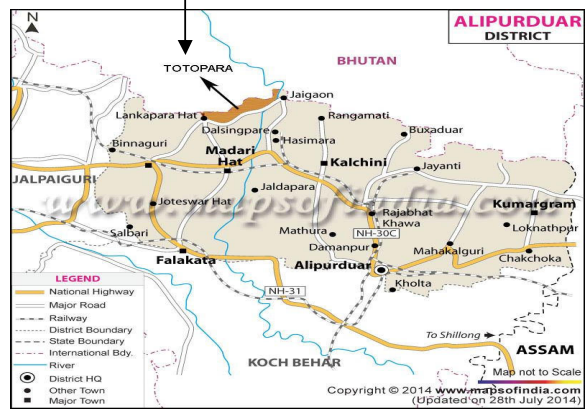 N
ALIPURDUAR
DISTRICT
BHUTAN
TOTOPARA
Jaigaon
Lankapara Hat
Rangamati
Dalsingpare
Hasimara
Buxaduar
Binnaguri
Madari
Hat
Kalchini
Jayanti
JALPAIGURI
Jaldapara
Joteswar Hat
Kumargram
www.mapsofindia.com
Rajabhat
Khawa
Loknathpur
Salbari
Mathura
NH-30C
Damanpur
Mahakalguri
Chakchoka
Falakata
Alipurduar
Kholta
NH-31
LEGEND
National Highway
Major Road
Railway
District Boundary
State Boundary
International Bdy.
River
District HQ
Other Town
Major Town
To Shillong
ASSAM
KOCH BEHAR
Map not to Scale
Copyright © 2014 www.mapsofindia.com
(Updated on 28th July 2014)